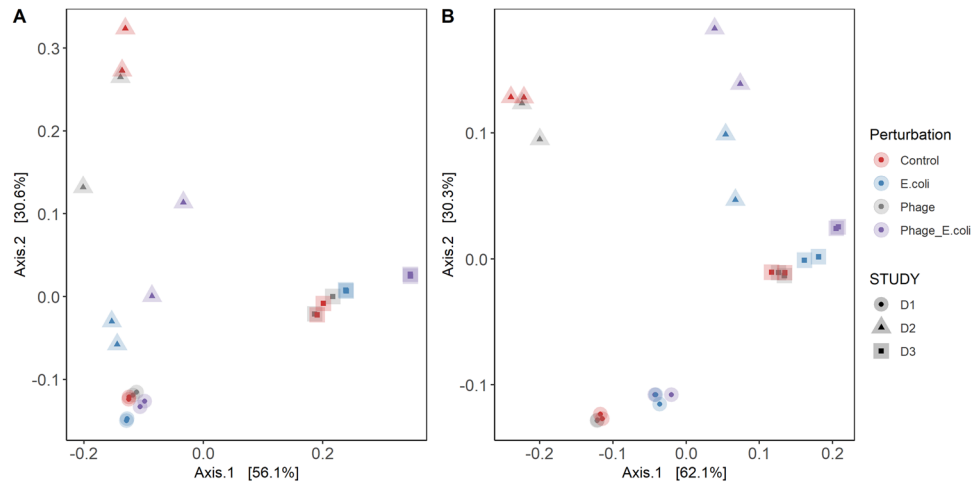 A
B
0.3
0.2
0.1
0.0
-0.1
Axis.2 [30.6%]
-0.2
0.0
0.2
Axis.1 [56.1%]
0.1
0.0
-0.1
Axis.2 [30.3%]
-0.2
-0.1
0.0
0.1
0.2
Axis.1 [62.1%]
Perturbation
Control
E.coli
Phage
Phage_E.coli
STUDY
D1
D2
D3